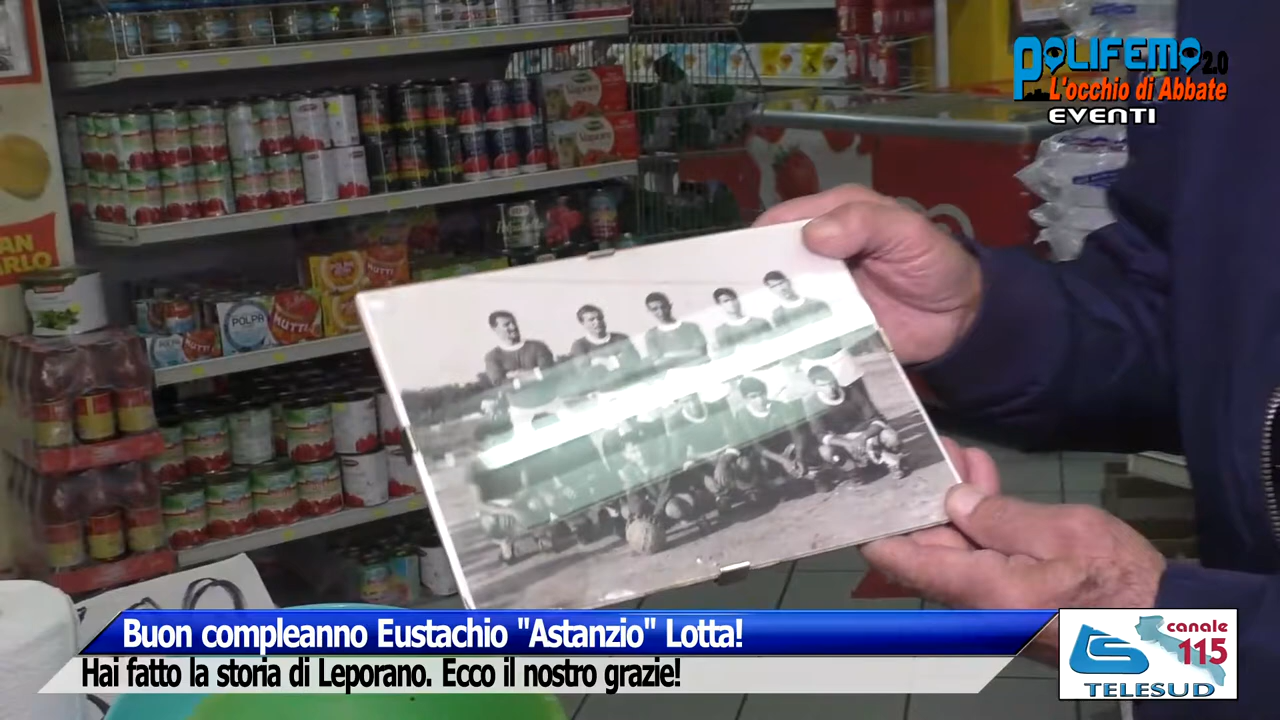 POLIFEMO 2.0
L'occhio di Abbate
EVENTI
MUTTI
POLPA
MUTTI
Buon compleanno Eustachio "Astanzio" Lotta!
Hai fatto la storia di Leporano. Ecco il nostro grazie!
canale
115
TELESUD